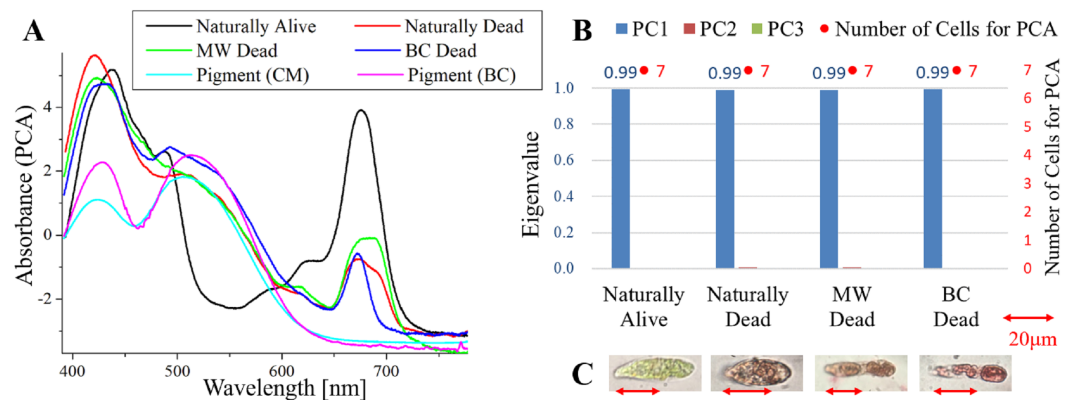 A
Naturally Alive
Naturally Dead
MW Dead
BC Dead
Pigment (CM)
Pigment (BC)
Absorbance (PCA)
4
2
0
-2
400
500
600
700
Wavelength [nm]
B
PC1
PC2
PC3
Number of Cells for PCA
0.99
7
0.99
7
0.99
7
0.99
7
Eigenvalue
1.0
0.8
0.6
0.4
0.2
0.0
7
6
5
4
3
2
1
0
Number of Cells for PCA
Naturally
Alive
Naturally
Dead
MW
Dead
BC
Dead
20μm
C